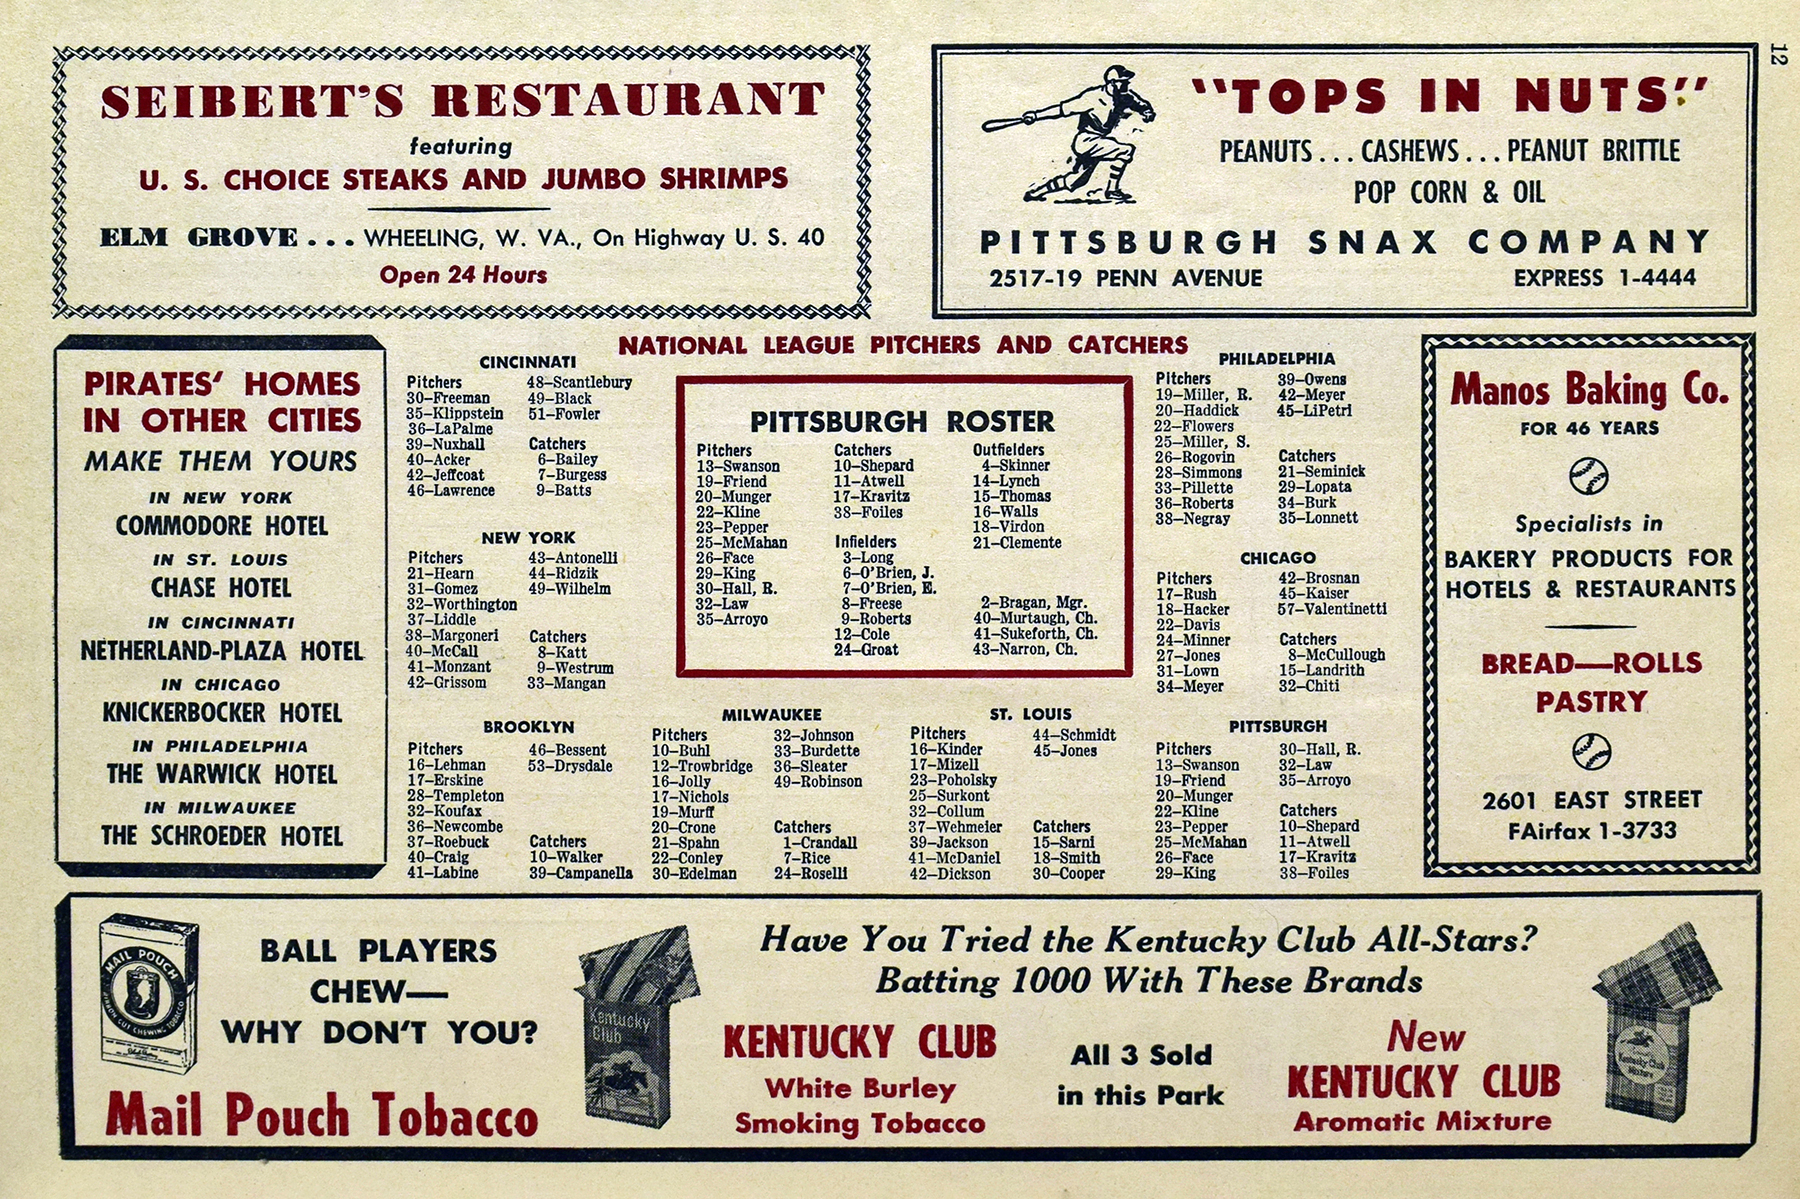 12
SEIBERT'S RESTAURANT
featuring
U. S. CHOICE STEAKS AND JUMBO SHRIMPS
ELM GROVE . . . WHEELING, W. VA., On Highway U. S. 40
Open 24 Hours
"TOPS IN NUTS"
PEANUTS . . . CASHEWS . . . PEANUT BRITTLE
POP CORN & OIL
PITTSBURGH SNAX COMPANY
2517-19 PENN AVENUE EXPRESS 1-4444
PIRATES' HOMES
IN OTHER CITIES
MAKE THEM YOURS
IN NEW YORK
COMMODORE HOTEL
IN ST. LOUIS
CHASE HOTEL
IN CINCINNATI
NETHERLAND-PLAZA HOTEL
IN CHICAGO
KNICKERBOCKER HOTEL
IN PHILADELPHIA
THE WARWICK HOTEL
IN MILWAUKEE
THE SCHROEDER HOTEL
NATIONAL LEAGUE PITCHERS AND CATCHERS
CINCINNATI
Pitchers
30—Freeman
35—Klippstein
36—LaPalme
39—Nuxhall
40—Acker
42—Jeffcoat
46—Lawrence
48—Scantlebury
49—Black
51—Fowler
Catchers
6—Bailey
7—Burgess
9—Batts
NEW YORK
Pitchers
21—Hearn
31—Gomez
32—Worthington
37—Liddle
38—Margoneri
40—McCall
41—Monzant
42—Grissom
43—Antonelli
44—Ridzik
49—Wilhelm
Catchers
8—Katt
9—Westrum
33—Mangan
PITTSBURGH ROSTER
Pitchers
13—Swanson
19—Friend
20—Munger
22—Kline
23—Pepper
25—McMahan
26—Face
29—King
30—Hall, R.
32—Law
35—Arroyo
Catchers
10—Shepard
11—Atwell
17—Kravitz
38—Foiles
Infielders
3—Long
6—O'Brien, J.
7—O'Brien, E.
8—Freese
9—Roberts
12—Cole
24—Groat
Outfielders
4—Skinner
14—Lynch
15—Thomas
16—Walls
18—Virdon
21—Clemente
2—Bragan, Mgr.
40—Murtaugh, Ch.
41—Sukeforth, Ch.
43—Narron, Ch.
PHILADELPHIA
Pitchers
19—Miller, R.
20—Haddick
22—Flowers
25—Miller, S.
26—Rogovin
28—Simmons
33—Pillette
36—Roberts
38—Negray
39—Owens
42—Meyer
45—LiPetri
Catchers
21—Seminick
29—Lopata
34—Burk
35—Lonnett
CHICAGO
Pitchers
17—Rush
18—Hacker
22—Davis
24—Minner
27—Jones
31—Lown
34—Meyer
42—Brosnan
45—Kaiser
57—Valentinetti
Catchers
8—McCullough
15—Landrith
32—Chiti
BROOKLYN
Pitchers
16—Lehman
17—Erskine
28—Templeton
32—Koufax
36—Newcombe
37—Roebuck
40—Craig
41—Labine
46—Bessent
53—Drysdale
Catchers
10—Walker
39—Campanella
MILWAUKEE
Pitchers
10—Buhl
12—Trowbridge
16—Jolly
17—Nichols
19—Murff
20—Crone
21—Spahn
22—Conley
30—Edelman
32—Johnson
33—Burdette
36—Sleater
49—Robinson
Catchers
1—Crandall
7—Rice
24—Roselli
ST. LOUIS
Pitchers
16—Kinder
17—Mizell
23—Poholsky
25—Surkont
32—Collum
37—Wehmeier
39—Jackson
41—McDaniel
42—Dickson
44—Schmidt
45—Jones
Catchers
15—Sarni
18—Smith
30—Cooper
PITTSBURGH
Pitchers
13—Swanson
19—Friend
20—Munger
22—Kline
23—Pepper
25—McMahan
26—Face
29—King
30—Hall, R.
32—Law
35—Arroyo
Catchers
10—Shepard
11—Atwell
17—Kravitz
38—Foiles
Manos Baking Co.
FOR 46 YEARS
Specialists in
BAKERY PRODUCTS FOR
HOTELS & RESTAURANTS
BREAD—ROLLS
PASTRY
2601 EAST STREET
FAirfax 1-3733
MAIL POUCH
RIBBON CUT CHEWING TOBACCO
BALL PLAYERS
CHEW—
WHY DON'T YOU?
Mail Pouch Tobacco
Kentucky
Club
Have You Tried the Kentucky Club All-Stars?
Batting 1000 With These Brands
KENTUCKY CLUB
White Burley
Smoking Tobacco
All 3 Sold
in this Park
New
KENTUCKY CLUB
Aromatic Mixture
Kentucky Club
Mixture